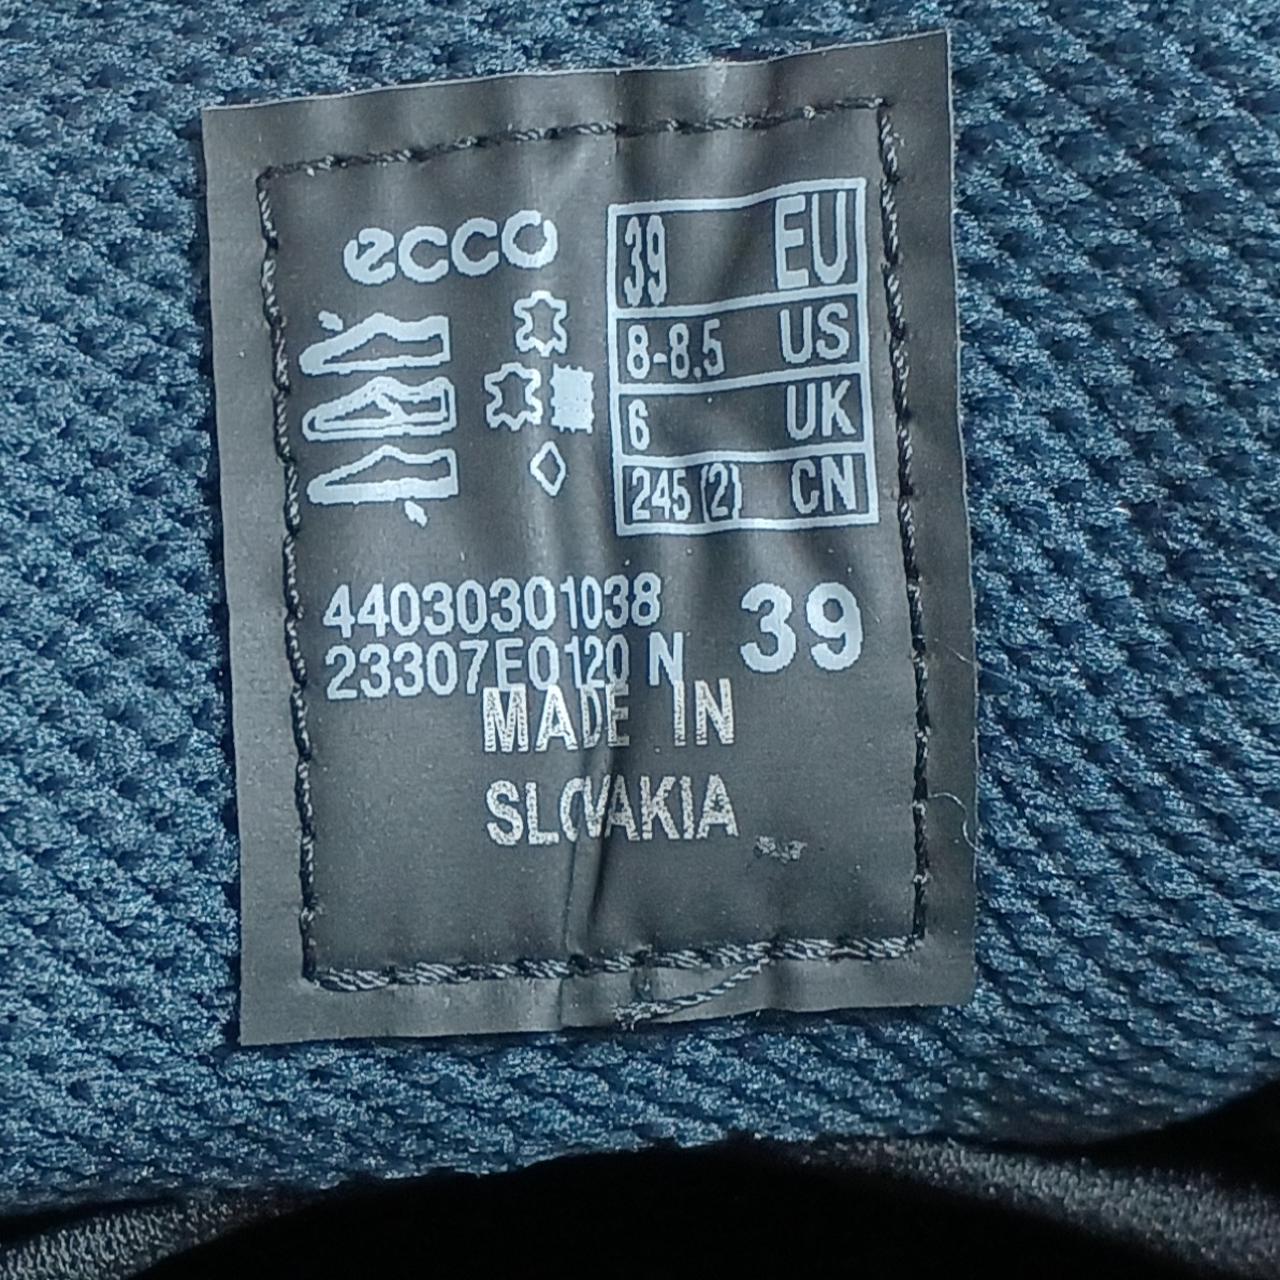 ecco
39 EU
8-8.5 US
6 UK
245 (2) CN
44030301038
23307E0120 N
39
MADE IN
SLOVAKIA